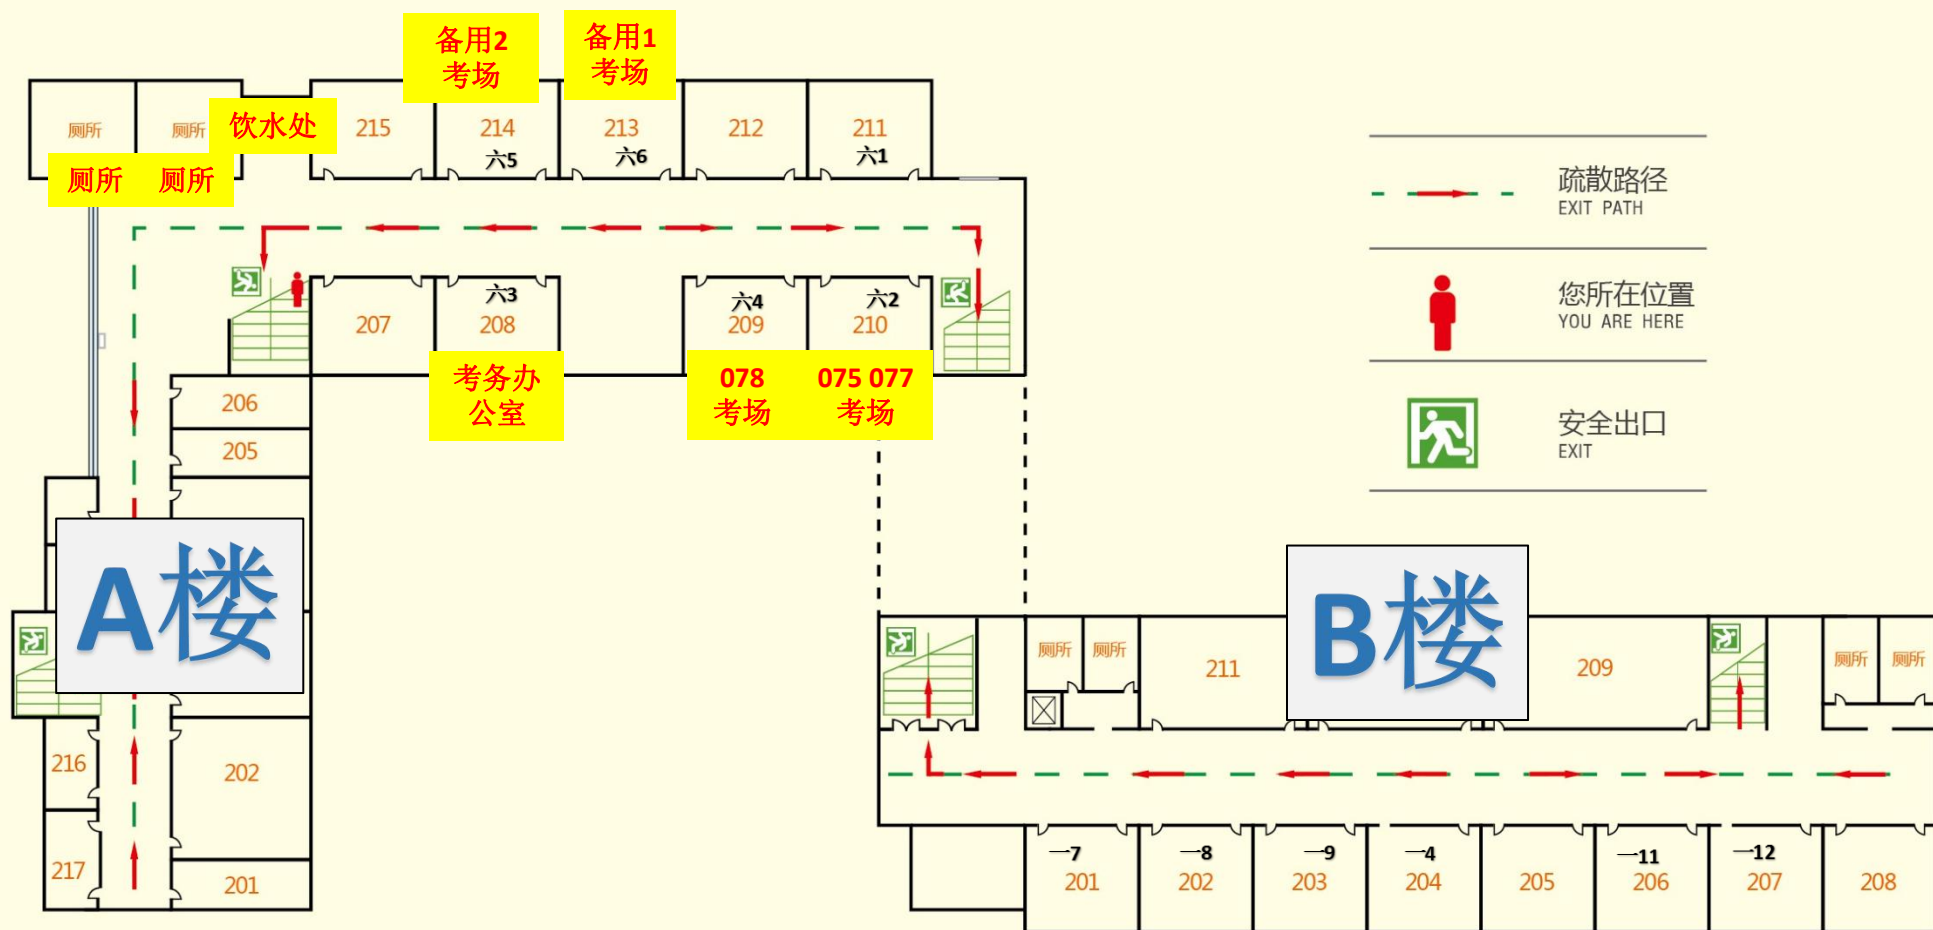 备用2
考场
备用1
考场
厕所
厕所
饮水处
215
214
213
212
211
六5
六6
六1
厕所
厕所
疏散路径
EXIT PATH
六3
六4
六2
207
208
209
210
您所在位置
YOU ARE HERE
考务办
公室
078
考场
075 077
考场
206
205
安全出口
EXIT
A楼
B楼
厕所
厕所
211
209
厕所
厕所
216
202
217
201
一7
一8
一9
一4
一11
一12
201
202
203
204
205
206
207
208